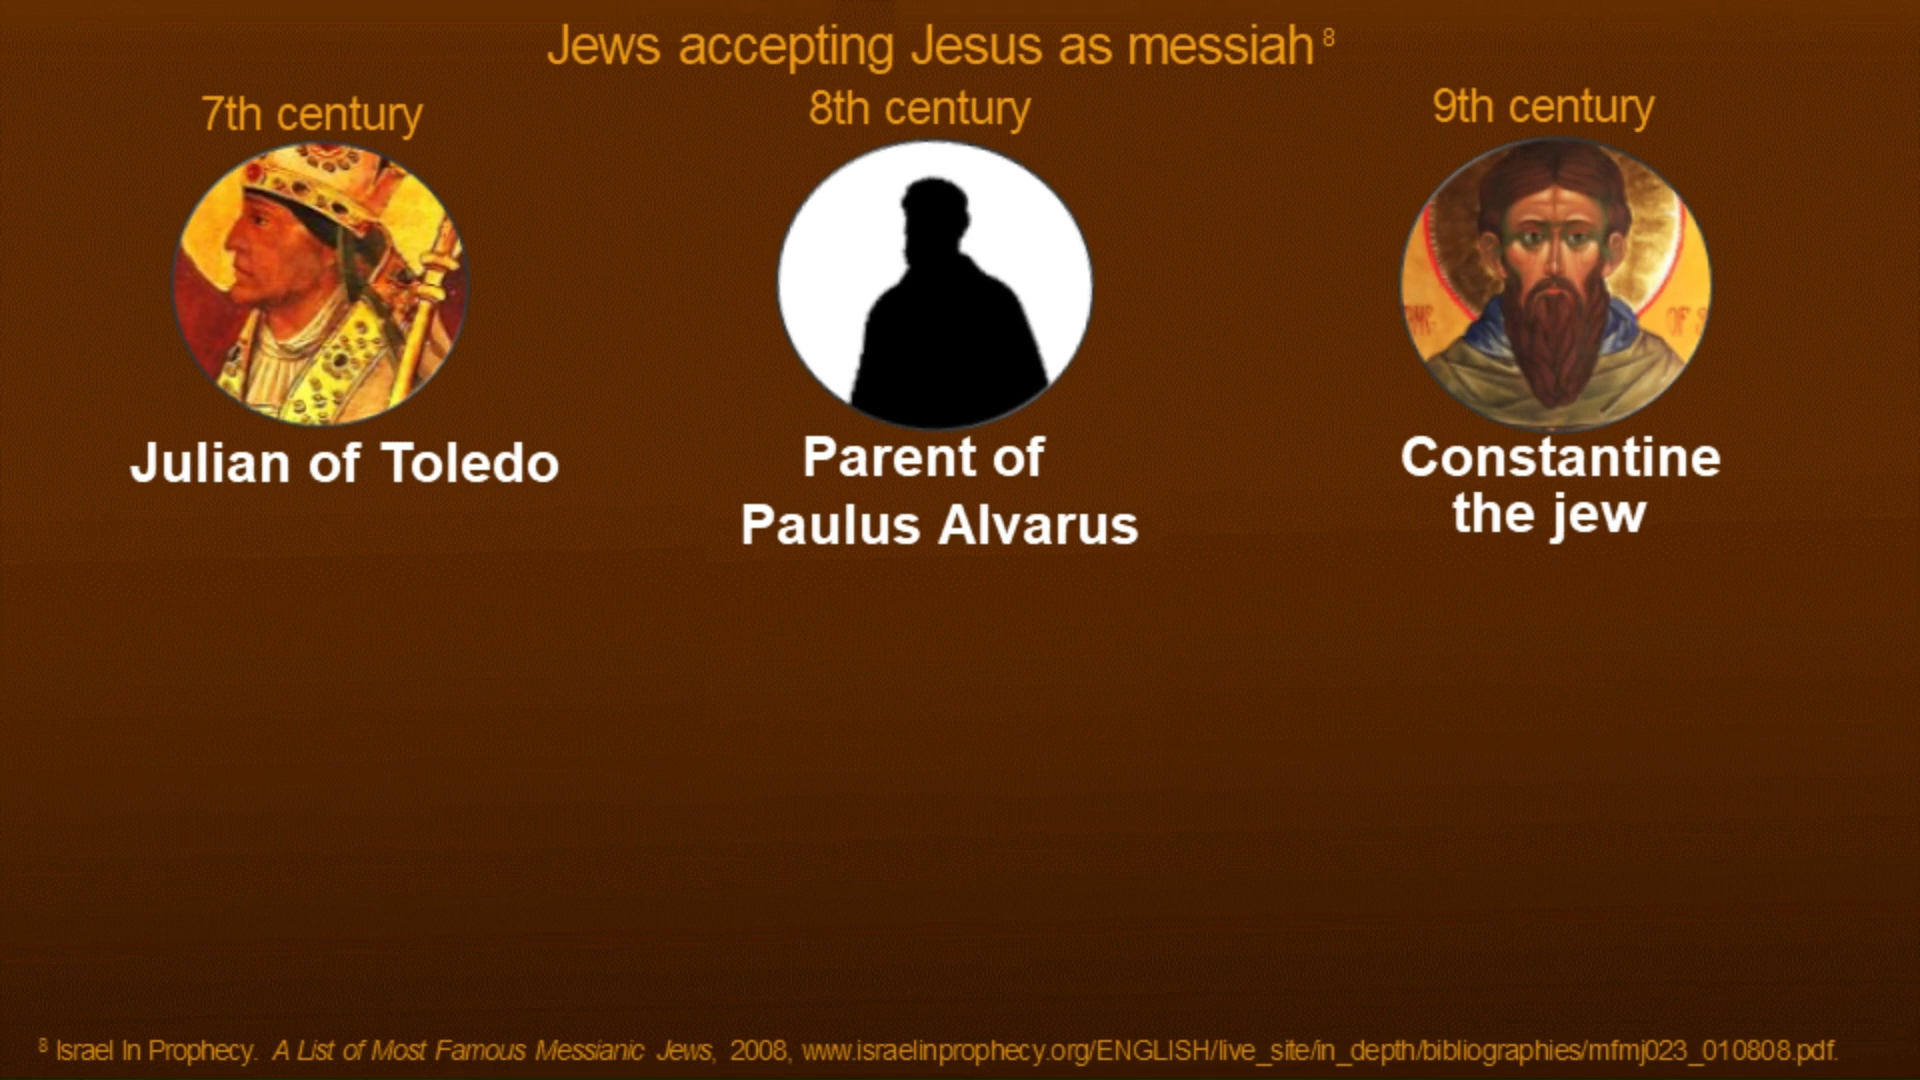 Jews accepting Jesus as messiah 8
7th century
8th century
9th century
Julian of Toledo
Parent of
Paulus Alvarus
Constantine
the jew
8 Israel In Prophecy. A List of Most Famous Messianic Jews, 2008, www.israelinprophecy.org/ENGLISH/live_site/in_depth/bibliographies/mfmj023_010808.pdf.